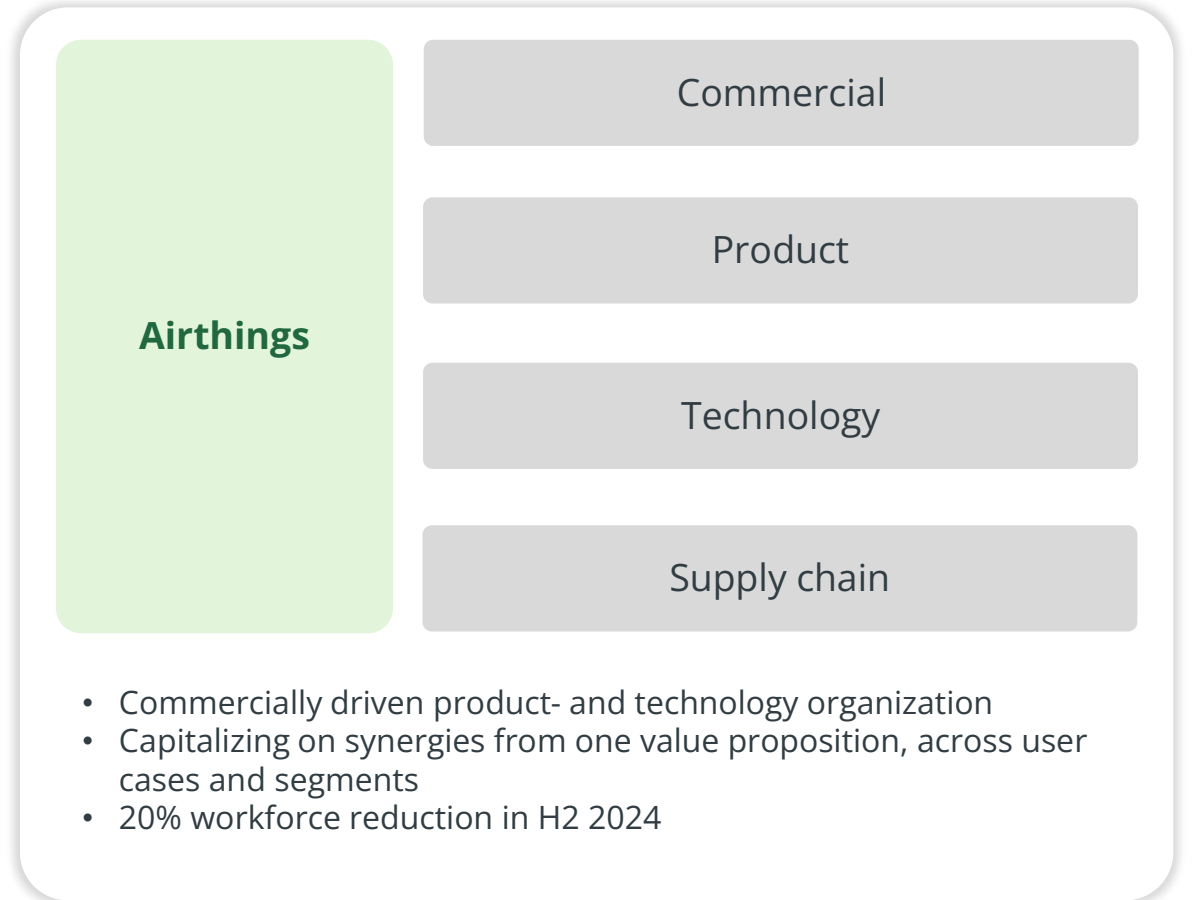 Airthings
Commercial
Product
Technology
Supply chain
• Commercially driven product- and technology organization
• Capitalizing on synergies from one value proposition, across user
cases and segments
• 20% workforce reduction in H2 2024